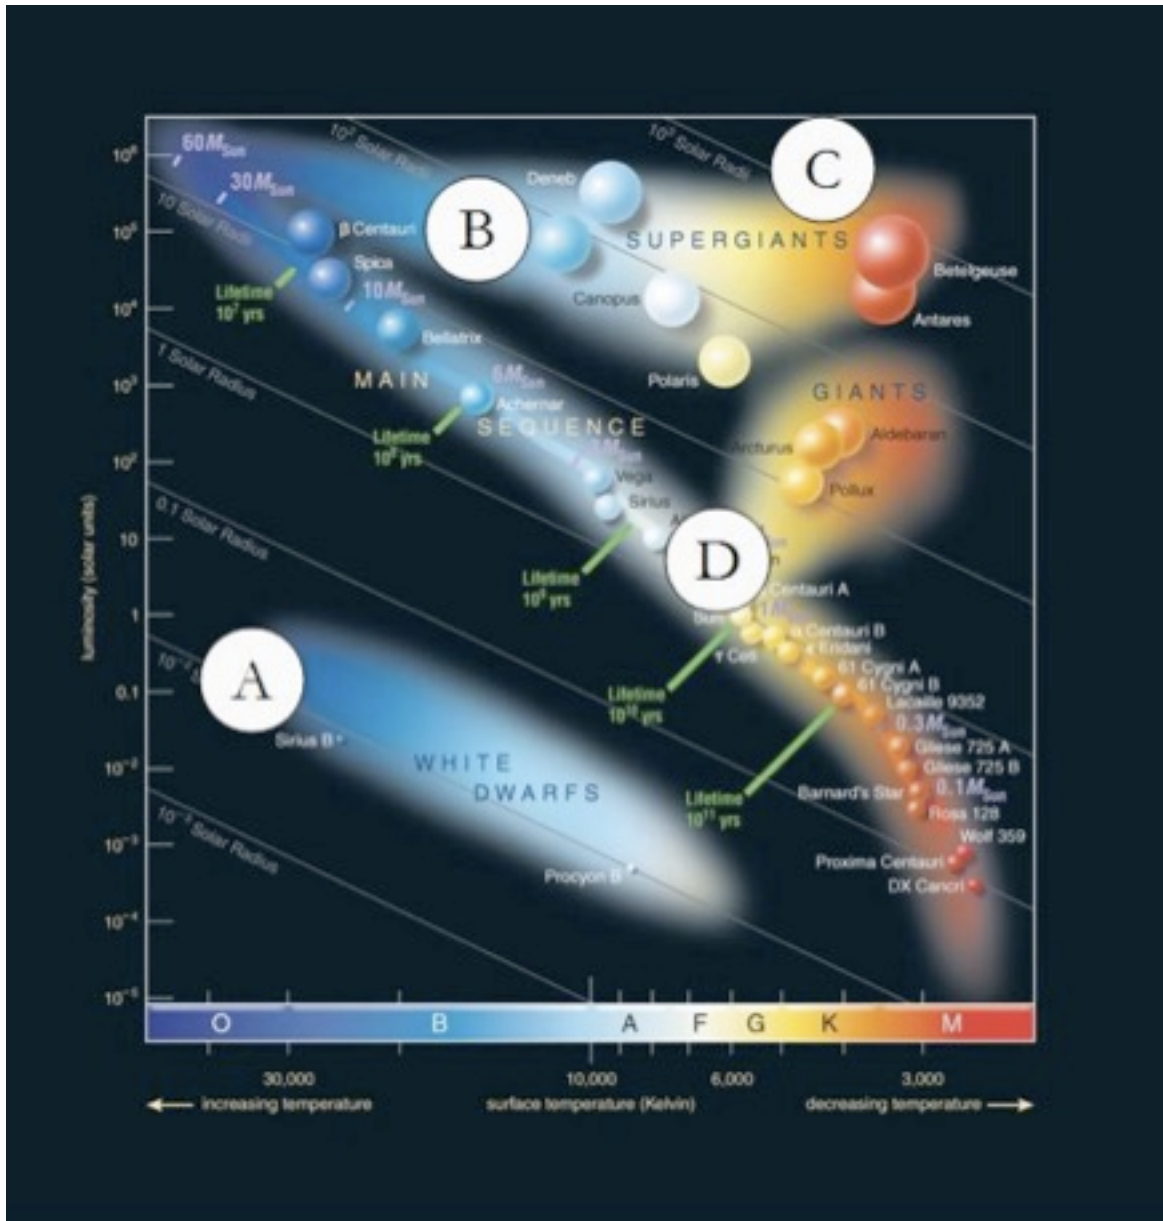 60 M Sun
30 M Sun
10² Solar Radii
10³ Solar Radii
10⁶
Deneb
C
10 Solar Radii
β Centauri
B
SUPERGIANTS
10⁵
Spica
Betelgeuse
Lifetime
10⁷ yrs
10 M Sun
Canopus
Antares
10⁴
Bellatrix
1 Solar Radius
MAIN
6 M Sun
Polaris
GIANTS
10³
Achernar
SEQUENCE
Lifetime
10⁸ yrs
Arcturus
Aldebaran
10²
Vega
Pollux
Sirius
0.1 Solar Radius
10
D
Lifetime
10⁹ yrs
Centauri A
luminosity (solar units)
1
Sun
α Centauri B
τ Ceti
ε Eridani
61 Cygni A
61 Cygni B
A
0.1
Lifetime
10¹⁰ yrs
Lacaille 9352
0.3 M Sun
Sirius B
Gliese 725 A
Gliese 725 B
10⁻²
WHITE
DWARFS
Barnard's Star
0.1 M Sun
Lifetime
10¹¹ yrs
Ross 128
10⁻³ Solar Radius
Wolf 359
10⁻³
Proxima Centauri
Procyon B
DX Cancri
10⁻⁴
10⁻⁵
O B A F G K M
30,000 10,000 6,000 3,000
increasing temperature surface temperature (Kelvin) decreasing temperature